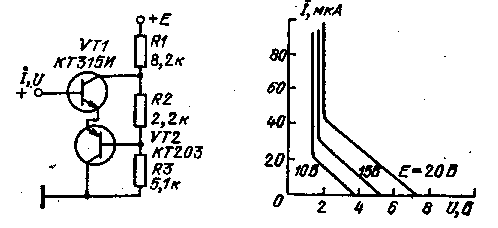 +E
VT1
КТ315И
R1
8,2к
I,U
+
R2
2,2к
VT2
КТ203
R3
5,1к
I, мкА
80
60
40
20
0
10В
15В
E=20В
2
4
6
8
U,В